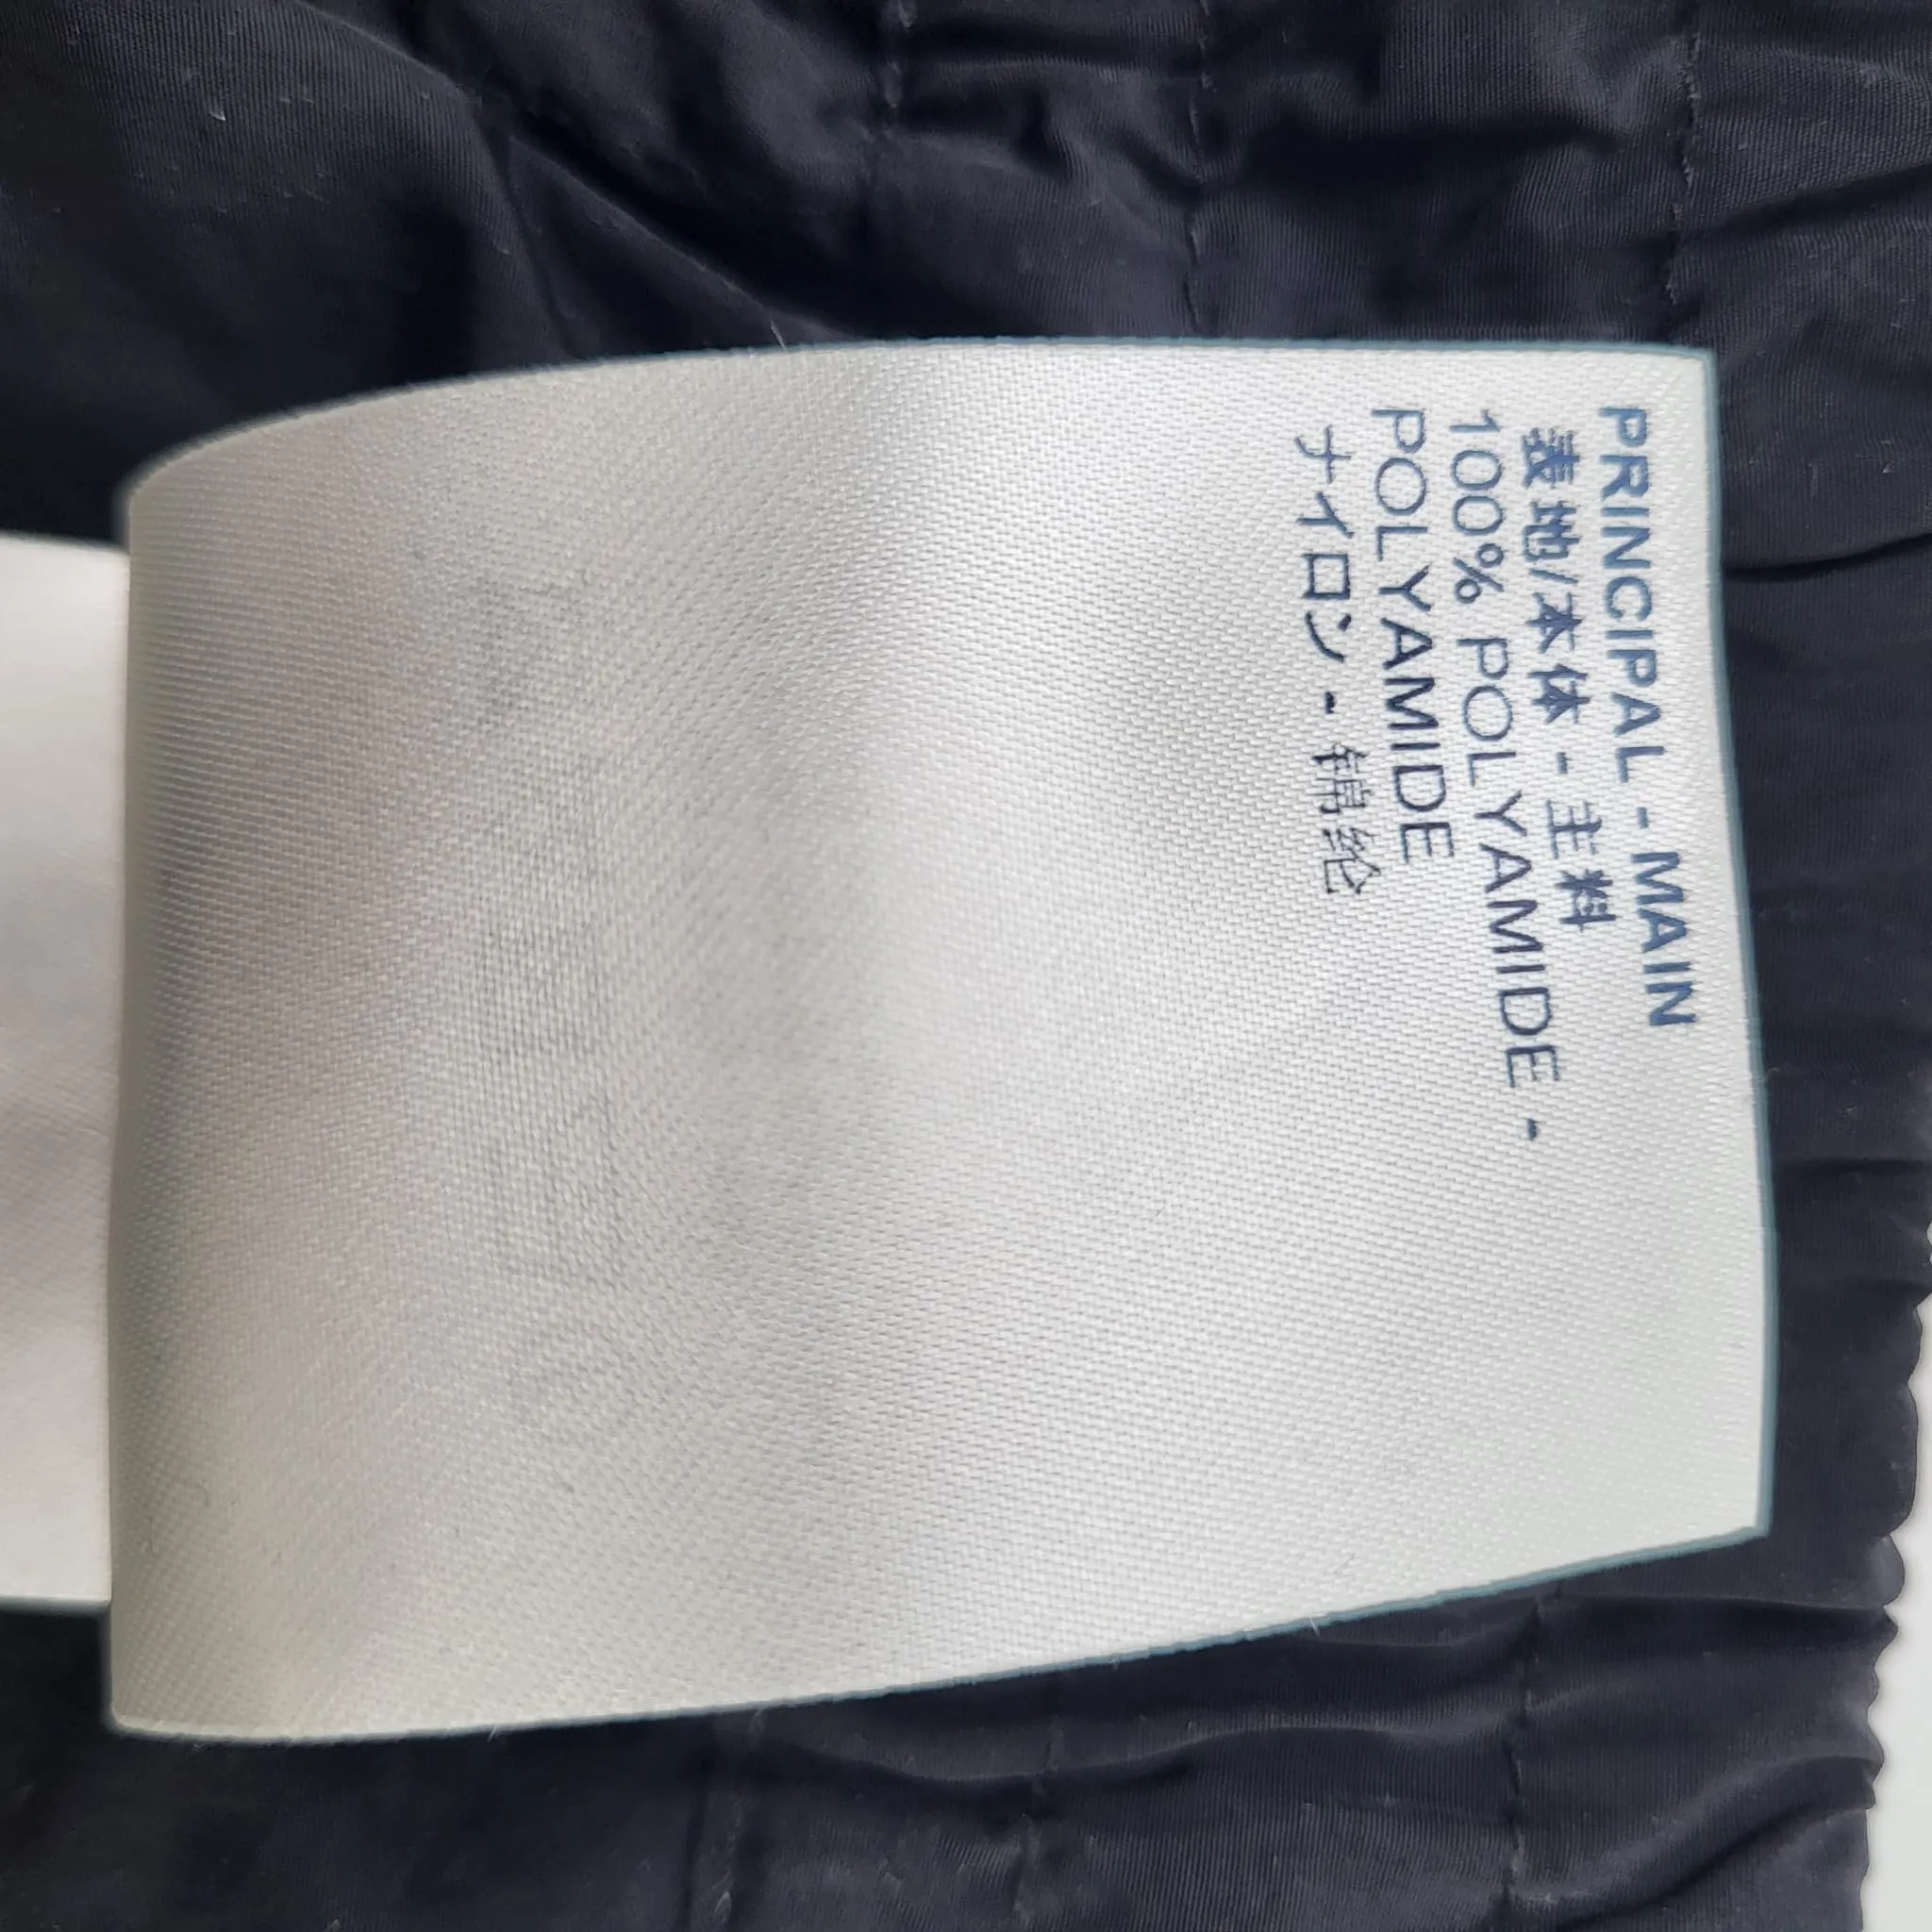 PRINCIPAL - MAIN
表地/本体 - 主料
100% POLYAMIDE -
POLYAMIDE
ナイロン - 锦纶